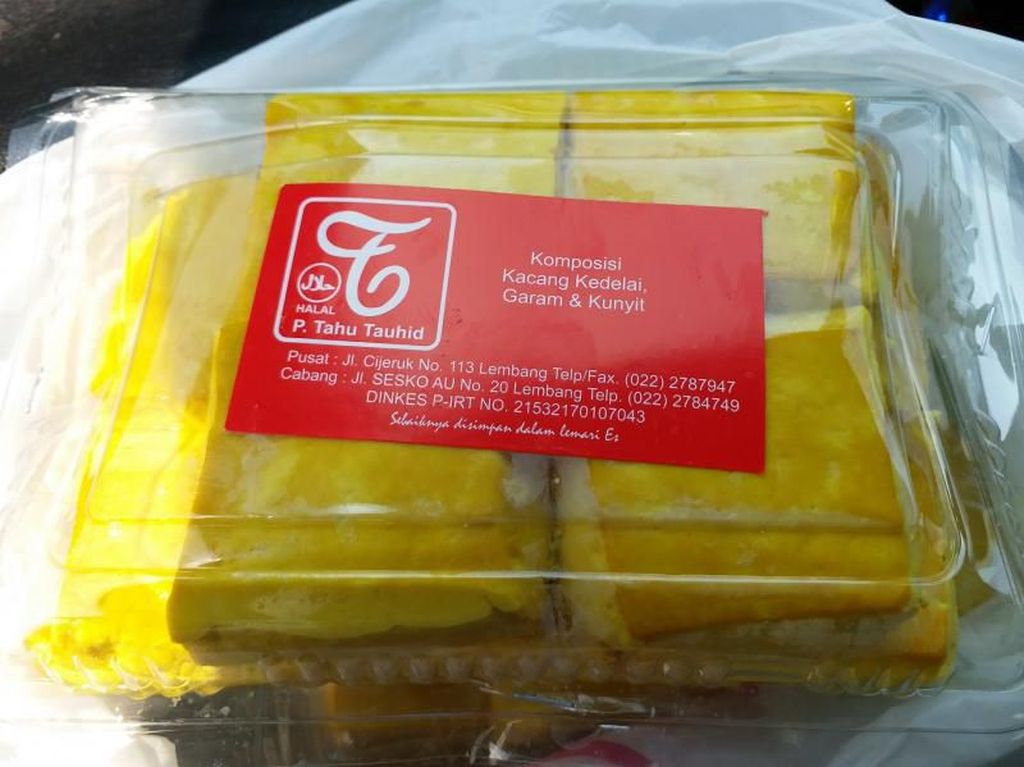 T
حلال
HALAL
P. Tahu Tauhid
Komposisi
Kacang Kedelai,
Garam & Kunyit
Pusat : Jl. Cijeruk No. 113 Lembang Telp/Fax. (022) 2787947
Cabang : Jl. SESKO AU No. 20 Lembang Telp. (022) 2784749
DINKES P-IRT NO. 21532170107043
Sebaiknya disimpan dalam lemari Es